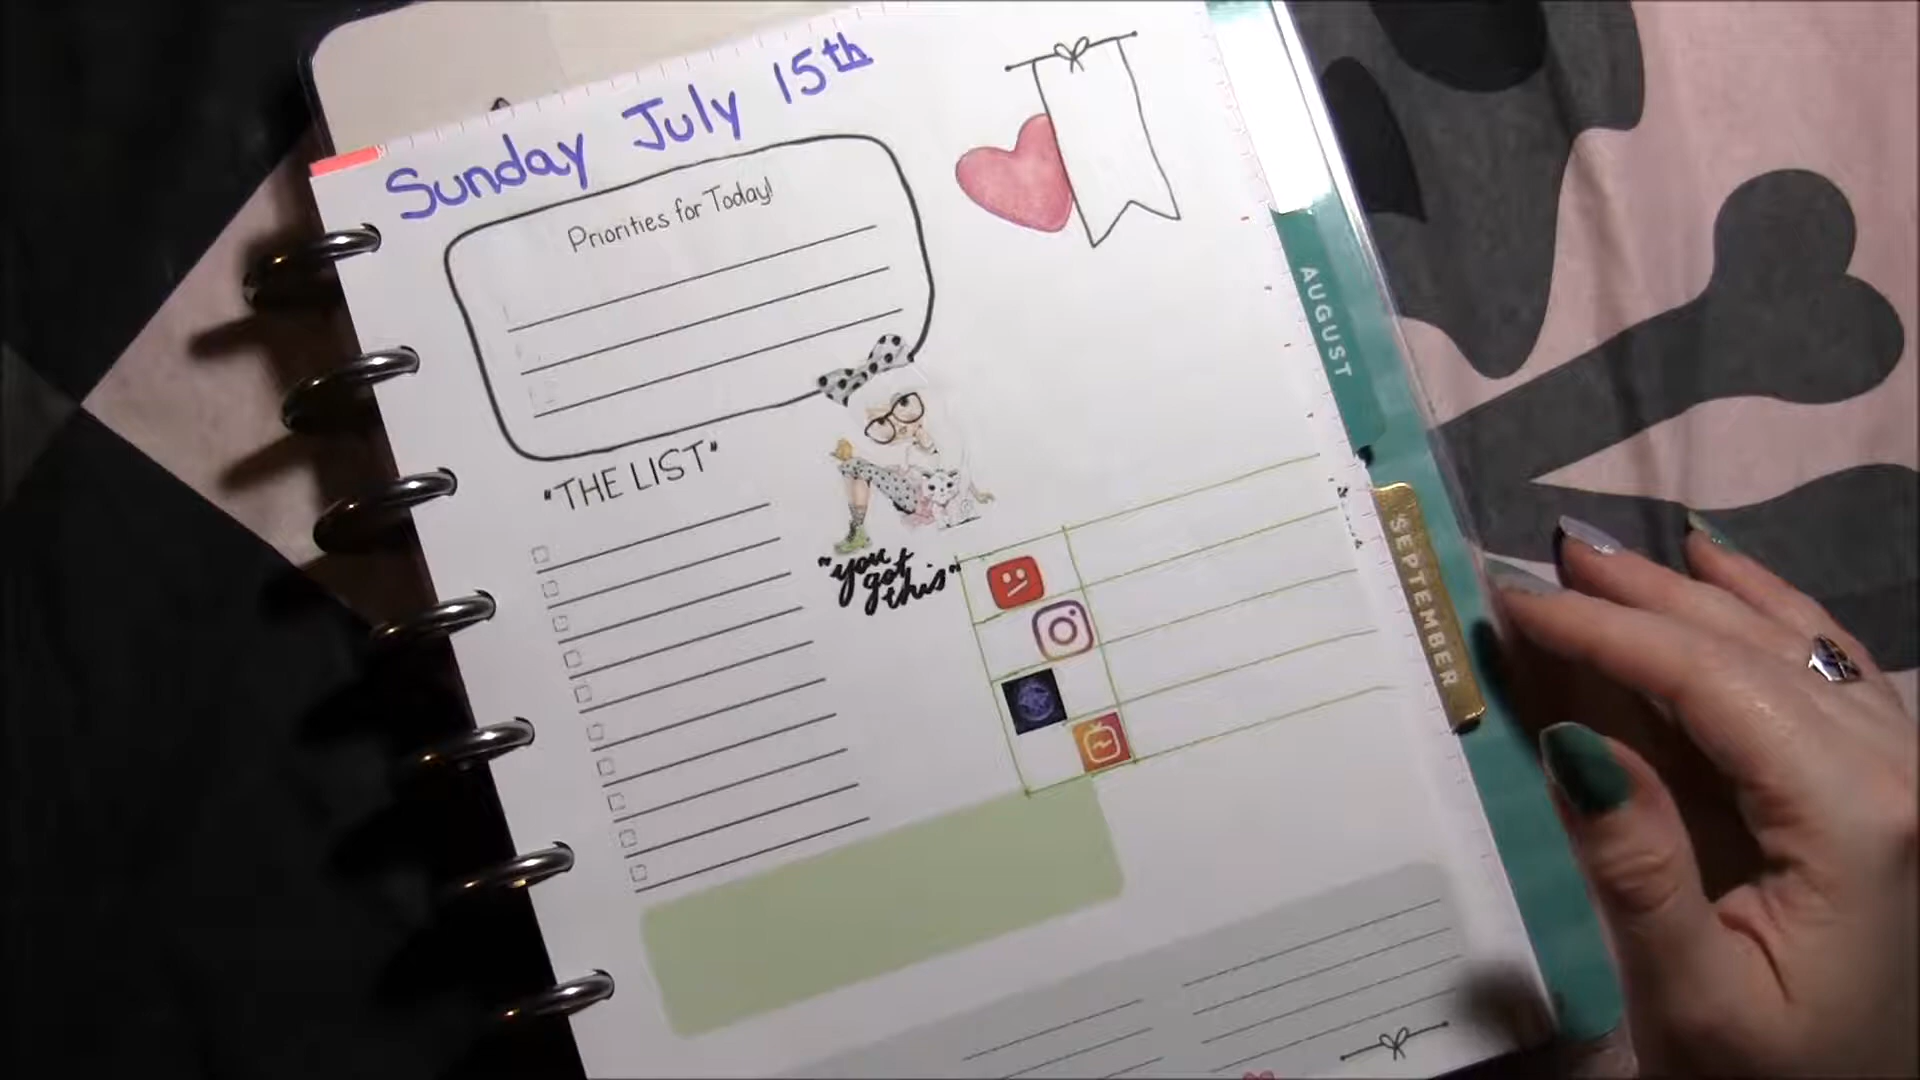 Sunday July 15th
Priorities for Today!
"THE LIST"
"you
got
this"
AUGUST
SEPTEMBER